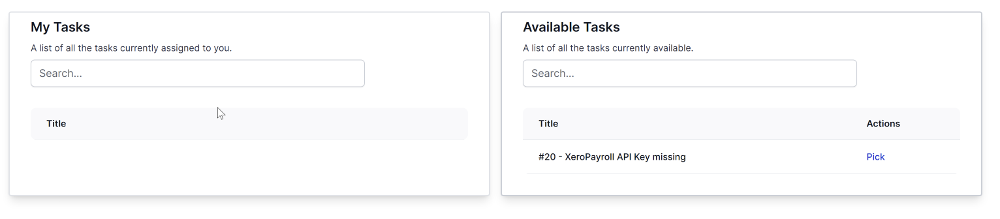 My Tasks
A list of all the tasks currently assigned to you.
Search...
Title
Available Tasks
A list of all the tasks currently available.
Search...
Title Actions
#20 - XeroPayroll API Key missing Pick